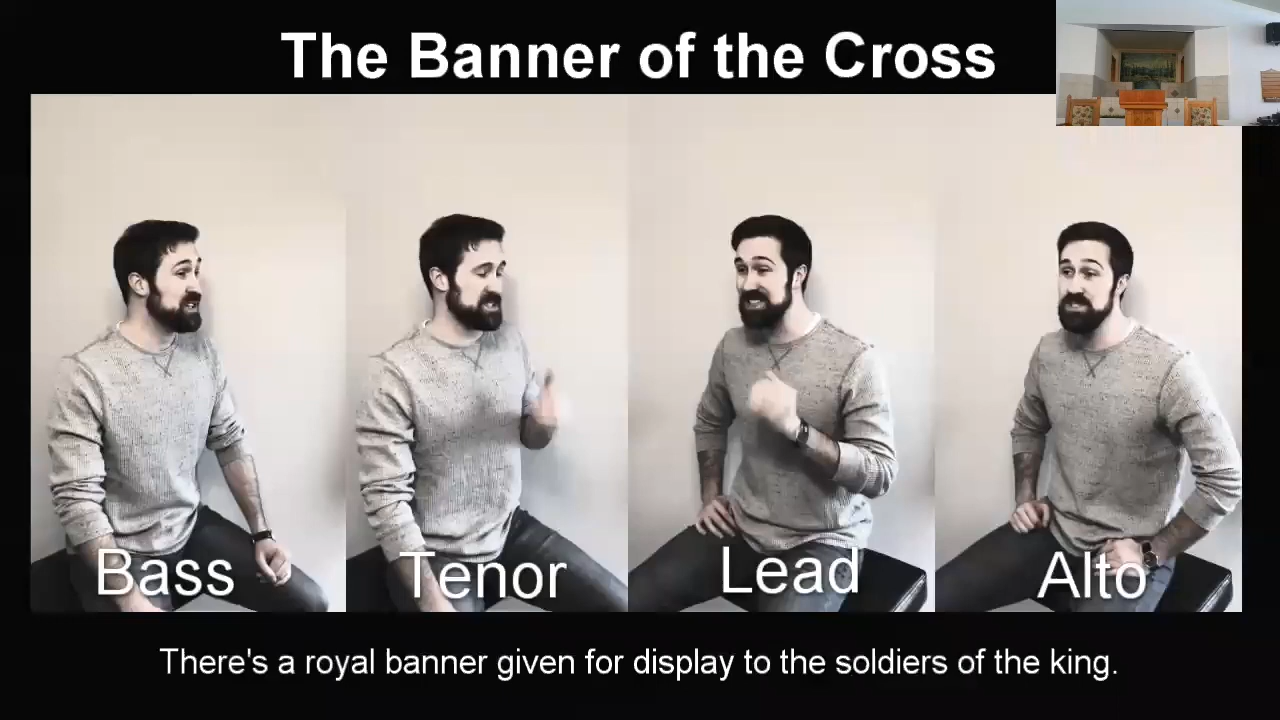 The Banner of the Cross
Bass
Tenor
Lead
Alto
There's a royal banner given for display to the soldiers of the king.